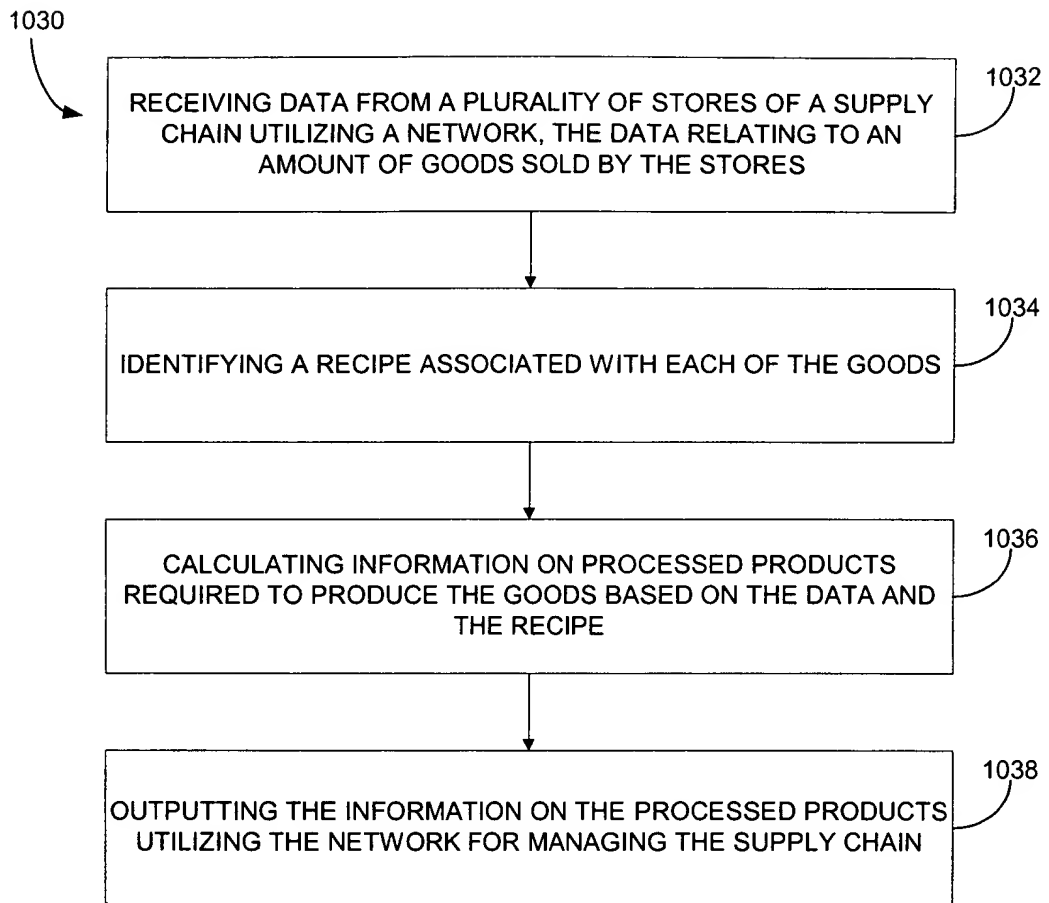 1030
1032
RECEIVING DATA FROM A PLURALITY OF STORES OF A SUPPLY
CHAIN UTILIZING A NETWORK, THE DATA RELATING TO AN
AMOUNT OF GOODS SOLD BY THE STORES
1034
IDENTIFYING A RECIPE ASSOCIATED WITH EACH OF THE GOODS
1036
CALCULATING INFORMATION ON PROCESSED PRODUCTS
REQUIRED TO PRODUCE THE GOODS BASED ON THE DATA AND
THE RECIPE
1038
OUTPUTTING THE INFORMATION ON THE PROCESSED PRODUCTS
UTILIZING THE NETWORK FOR MANAGING THE SUPPLY CHAIN